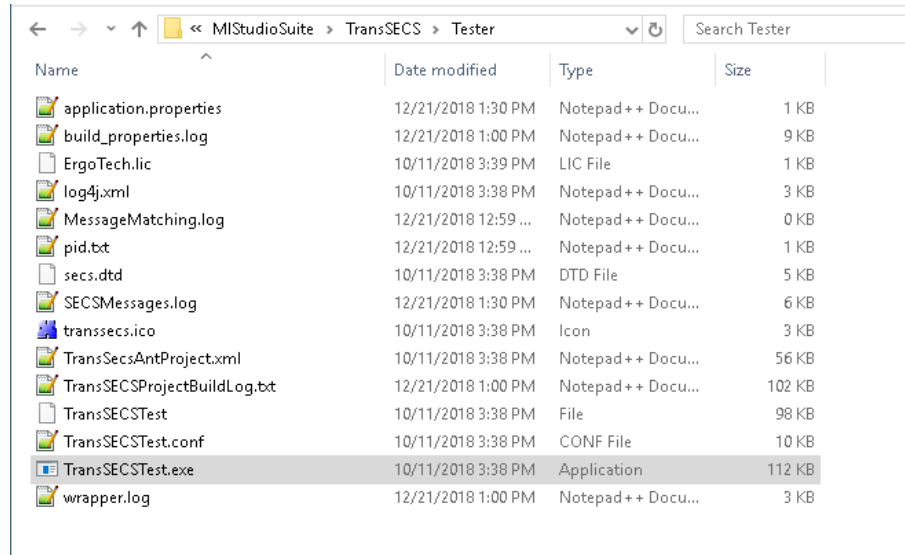 « MIStudioSuite > TransSECS > Tester Search Tester
Name Date modified Type Size
application.properties 12/21/2018 1:30 PM Notepad++ Docu... 1 KB
build_properties.log 12/21/2018 1:00 PM Notepad++ Docu... 9 KB
ErgoTech.lic 10/11/2018 3:39 PM LIC File 1 KB
log4j.xml 10/11/2018 3:38 PM Notepad++ Docu... 3 KB
MessageMatching.log 12/21/2018 12:59 ... Notepad++ Docu... 0 KB
pid.txt 12/21/2018 12:59 ... Notepad++ Docu... 1 KB
secs.dtd 10/11/2018 3:38 PM DTD File 5 KB
SECSMessages.log 12/21/2018 1:30 PM Notepad++ Docu... 6 KB
transsecs.ico 10/11/2018 3:38 PM Icon 3 KB
TransSecsAntProject.xml 10/11/2018 3:38 PM Notepad++ Docu... 56 KB
TransSECSProjectBuildLog.txt 12/21/2018 1:00 PM Notepad++ Docu... 102 KB
TransSECSTest 10/11/2018 3:38 PM File 98 KB
TransSECSTest.conf 10/11/2018 3:38 PM CONF File 10 KB
TransSECSTest.exe 10/11/2018 3:38 PM Application 112 KB
wrapper.log 12/21/2018 1:00 PM Notepad++ Docu... 3 KB